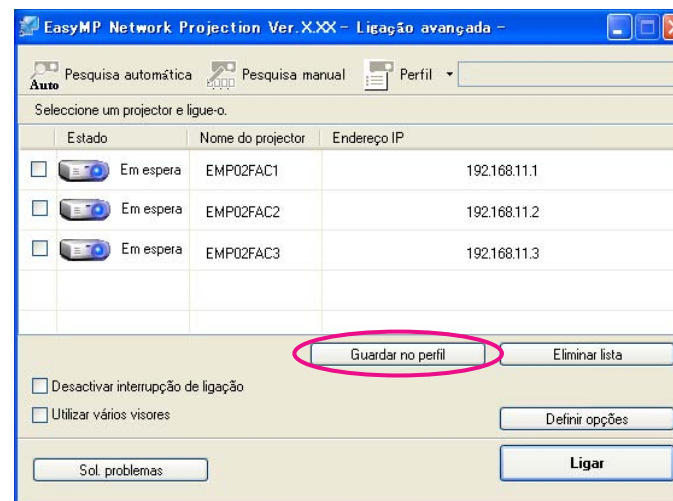 EasyMP Network Projection Ver.X.XX – Ligação avançada –
Auto Pesquisa automática Pesquisa manual Perfil
Seleccione um projector e ligue-o.
Estado Nome do projector Endereço IP
Em espera EMP02FAC1 192.168.11.1
Em espera EMP02FAC2 192.168.11.2
Em espera EMP02FAC3 192.168.11.3
Guardar no perfil Eliminar lista
Desactivar interrupção de ligação
Utilizar vários visores
Definir opções
Sol. problemas Ligar